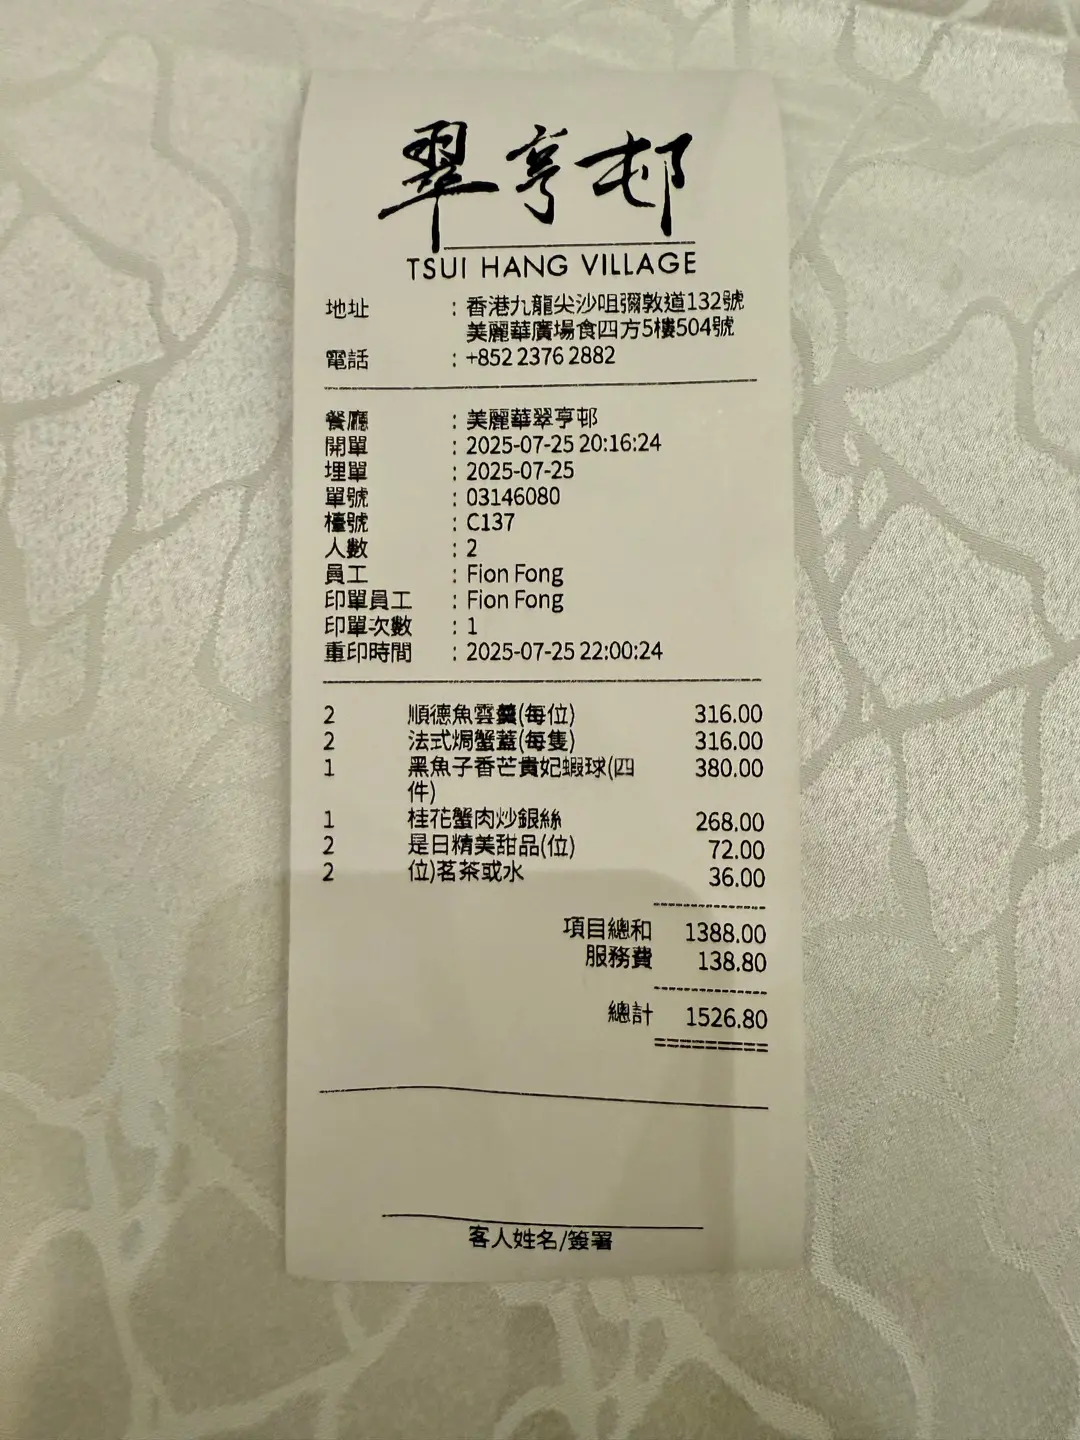 翠亨邨
TSUI HANG VILLAGE
地址 : 香港九龍尖沙咀彌敦道132號
美麗華廣場食四方5樓504號
電話 : +852 2376 2882
餐廳 : 美麗華翠亨邨
開單 : 2025-07-25 20:16:24
埋單 : 2025-07-25
單號 : 03146080
檯號 : C137
人數 : 2
員工 : Fion Fong
印單員工 : Fion Fong
印單次數 : 1
重印時間 : 2025-07-25 22:00:24
2 順德魚雲羹(每位) 316.00
2 法式焗蟹蓋(每隻) 316.00
1 黑魚子香芒貴妃蝦球(四 380.00
件)
1 桂花蟹肉炒銀絲 268.00
2 是日精美甜品(位) 72.00
2 位)茗茶或水 36.00
項目總和 1388.00
服務費 138.80
總計 1526.80
客人姓名/簽署